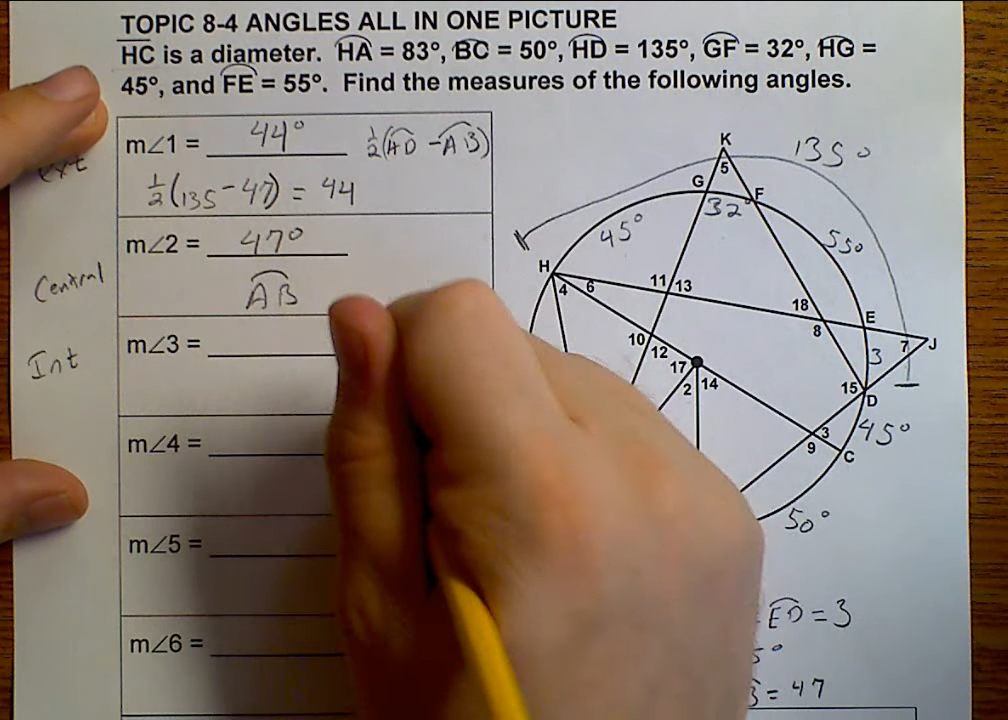 TOPIC 8-4 ANGLES ALL IN ONE PICTURE
HC is a diameter. HA = 83°, BC = 50°, HD = 135°, GF = 32°, HG =
45°, and FE = 55°. Find the measures of the following angles.
m∠1 = 44° ½(AD - AB)
ext
½(135-47) = 44
m∠2 = 47°
Central
AB
m∠3 =
Int
m∠4 =
m∠5 =
m∠6 =
K
135°
5
G
F
32°
45°
55°
H
4
6
11
13
18
8
E
10
12
7
J
17
3
2
14
15
D
3
45°
9
C
50°
ED = 3
5°
= 47